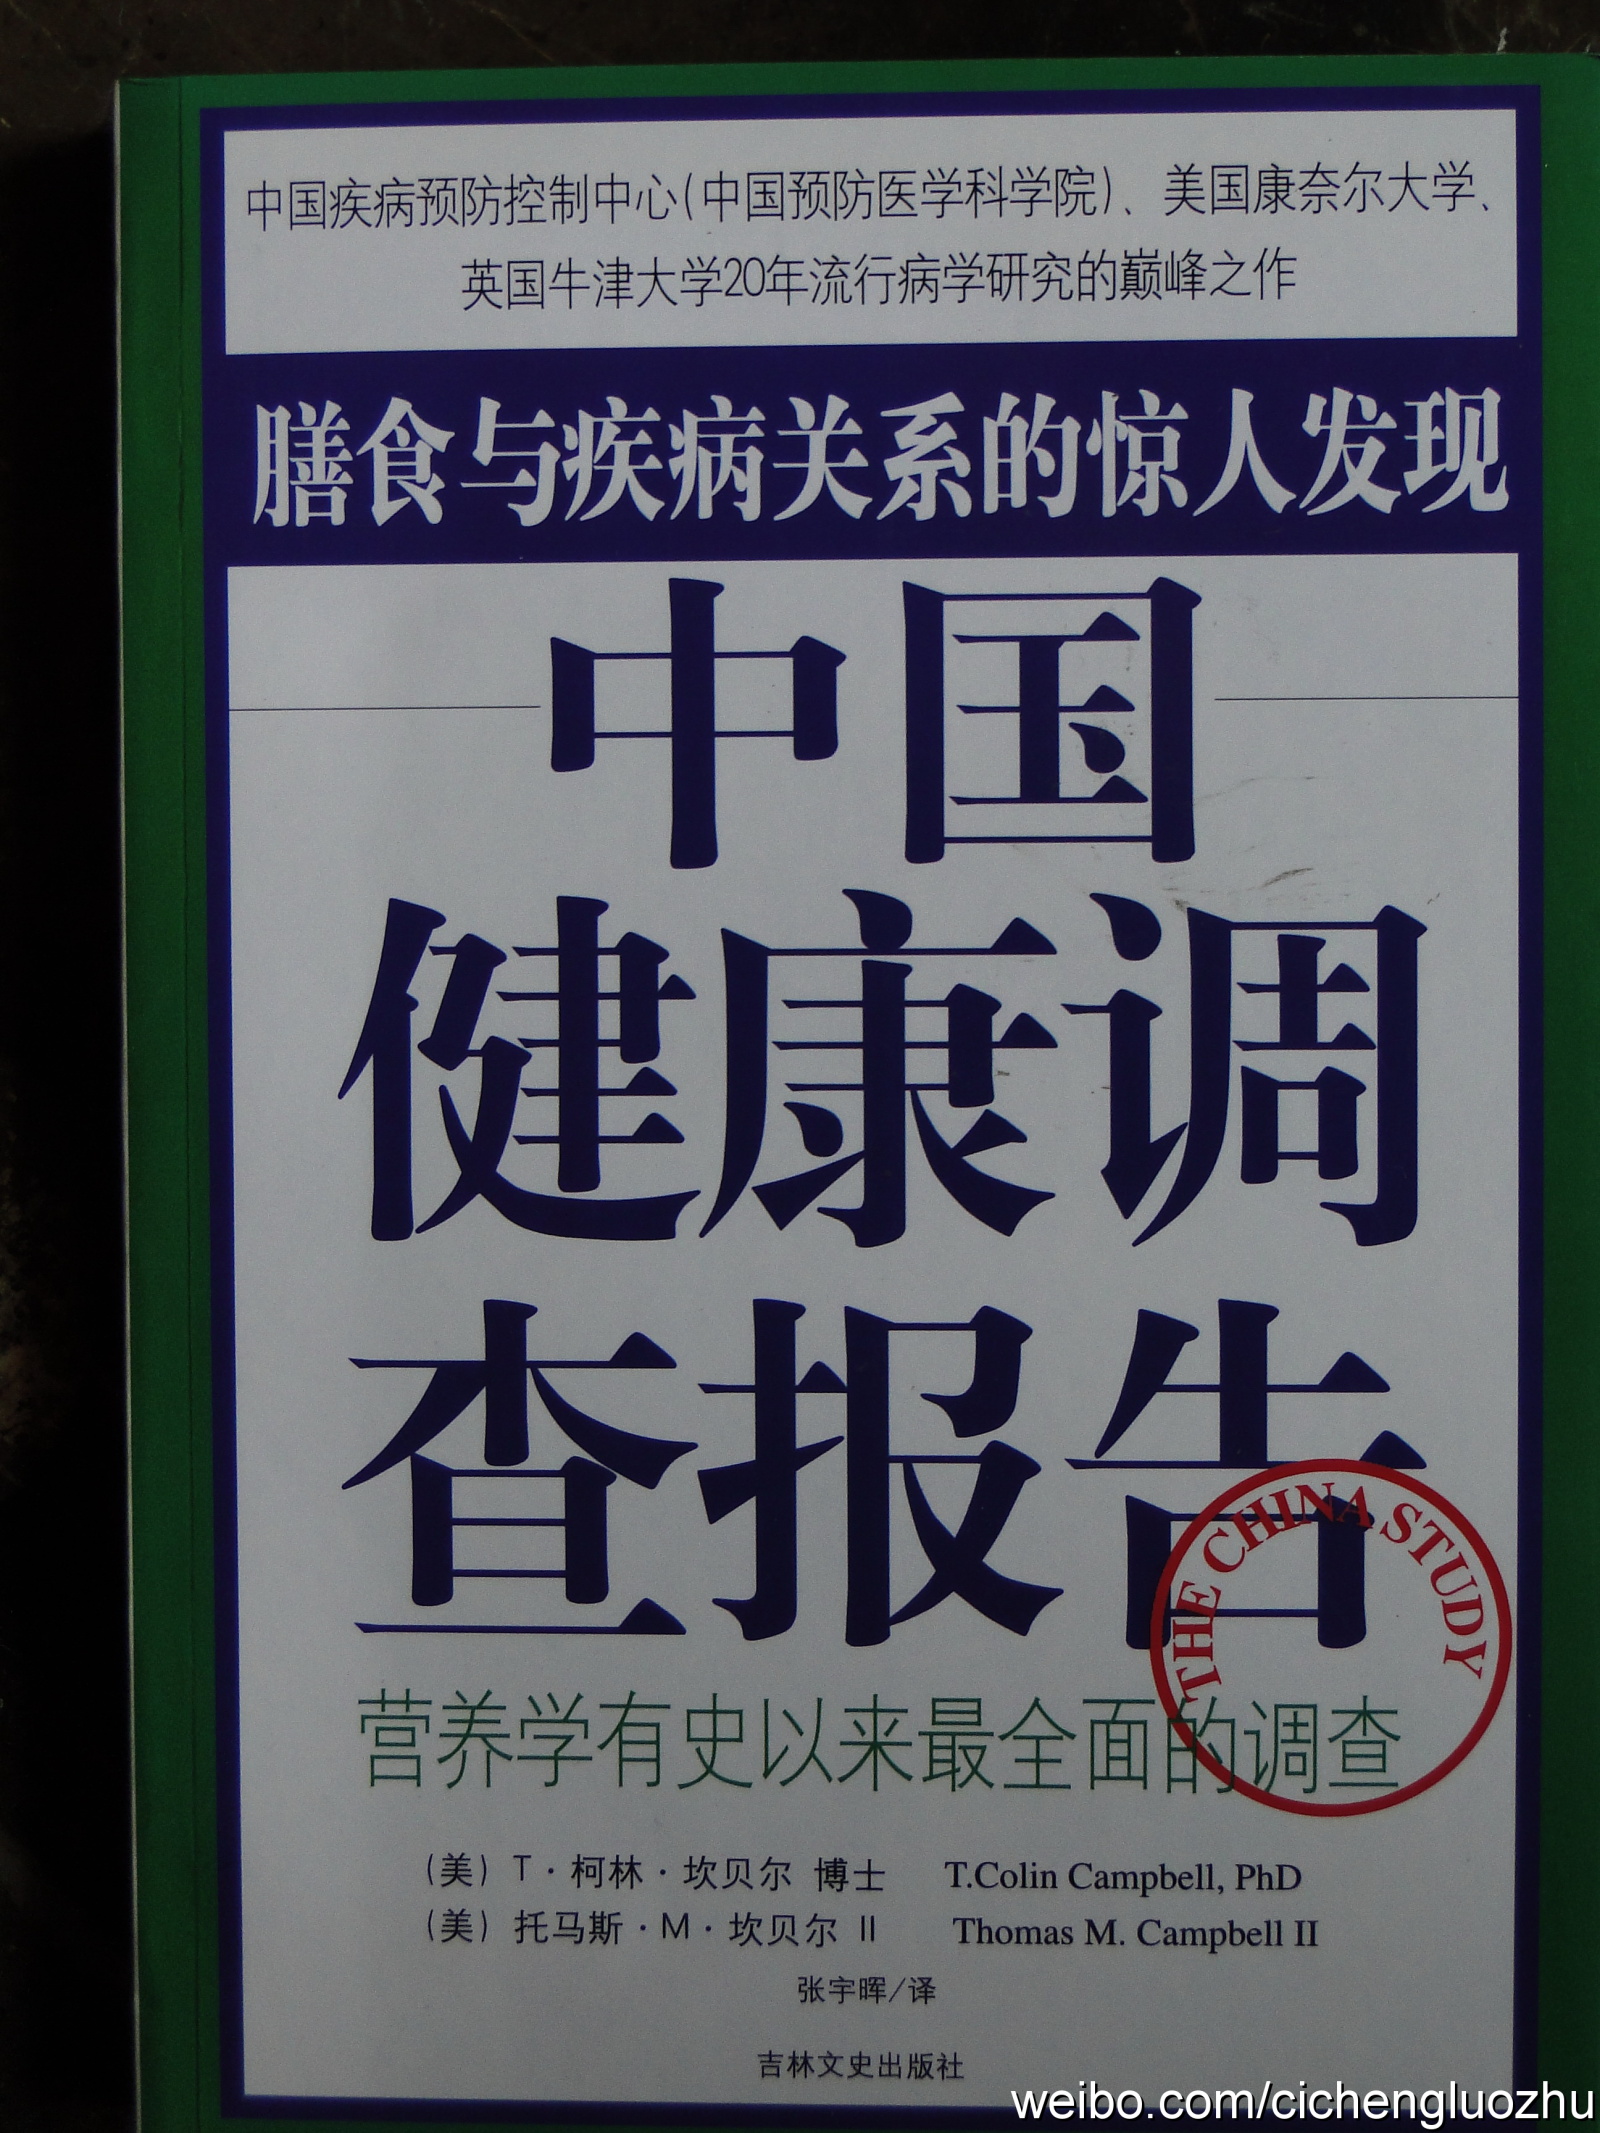 中国疾病预防控制中心(中国预防医学科学院)、美国康奈尔大学、
英国牛津大学20年流行病学研究的巅峰之作
膳食与疾病关系的惊人发现
中国
健康调
查报告
THE CHINA STUDY
营养学有史以来最全面的调查
(美) T·柯林·坎贝尔 博士 T.Colin Campbell, PhD
(美) 托马斯·M·坎贝尔 II Thomas M. Campbell II
张宇晖/译
吉林文史出版社
weibo.com/cichengluozhu